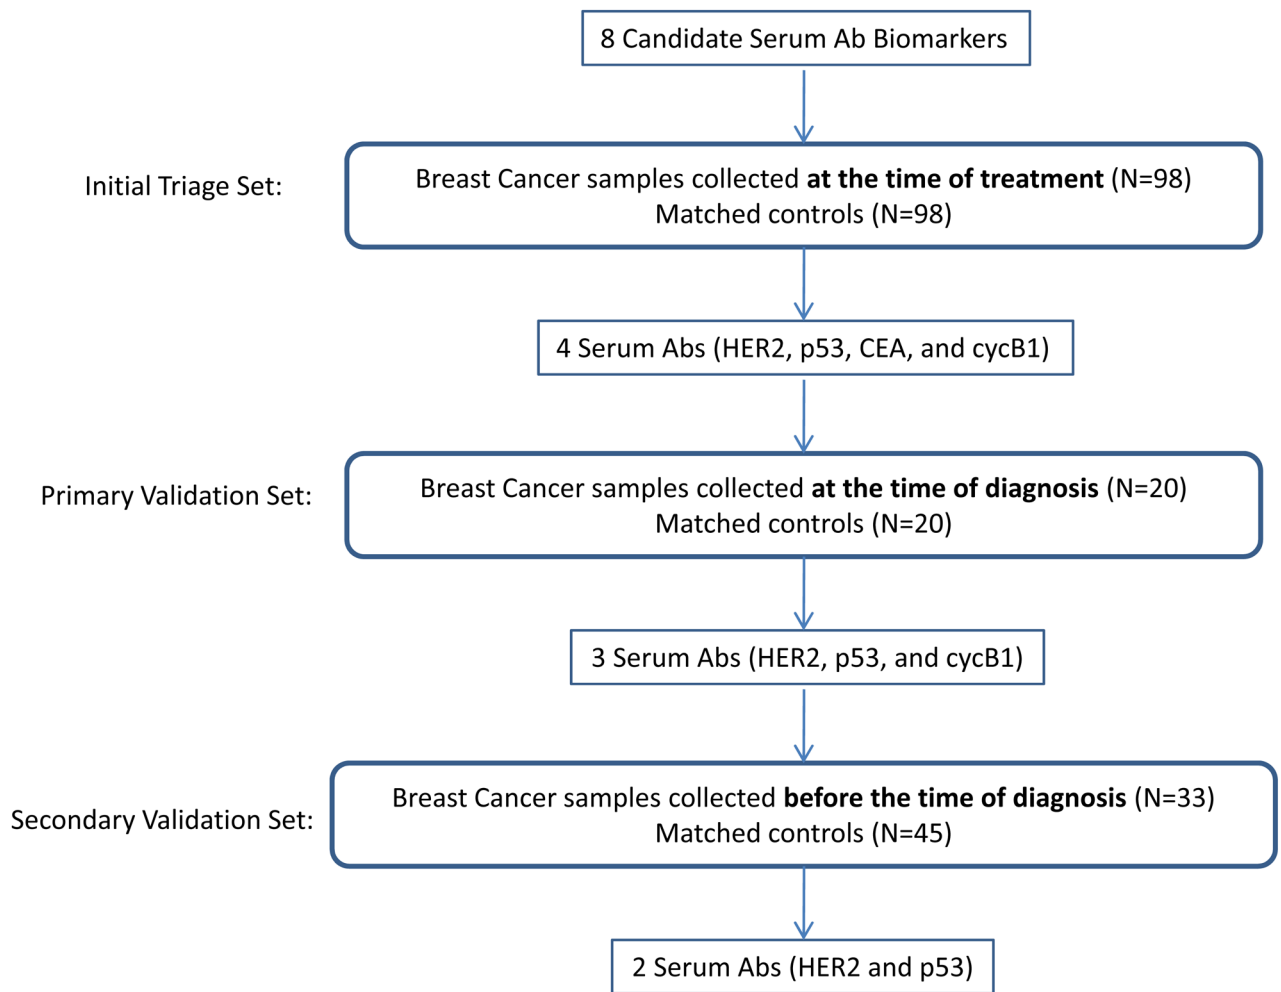 8 Candidate Serum Ab Biomarkers
Initial Triage Set:
Breast Cancer samples collected at the time of treatment (N=98)
Matched controls (N=98)
4 Serum Abs (HER2, p53, CEA, and cycB1)
Primary Validation Set:
Breast Cancer samples collected at the time of diagnosis (N=20)
Matched controls (N=20)
3 Serum Abs (HER2, p53, and cycB1)
Secondary Validation Set:
Breast Cancer samples collected before the time of diagnosis (N=33)
Matched controls (N=45)
2 Serum Abs (HER2 and p53)